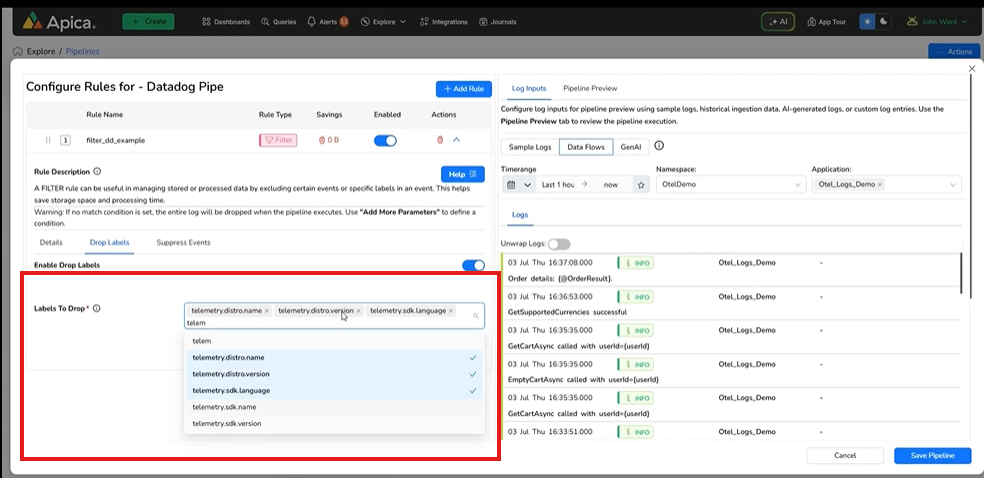 Apica.
+ Create
Dashboards
Queries
Alerts
Explore
Integrations
Journals
AI
App Tour
John Ward
Explore / Pipelines
Actions
Configure Rules for - Datadog Pipe
+ Add Rule
Rule Name Rule Type Savings Enabled Actions
1 filter_dd_example Filter 0 0
Rule Description
Help
A FILTER rule can be useful in managing stored or processed data by excluding certain events or specific labels in an event. This helps
save storage space and processing time.
Warning: If no match condition is set, the entire log will be dropped when the pipeline executes. Use "Add More Parameters" to define a
condition.
Details Drop Labels Suppress Events
Enable Drop Labels
Labels To Drop*
telemetry.distro.name × telemetry.distro.version × telemetry.sdk.language ×
telem
telem
telemetry.distro.name
telemetry.distro.version
telemetry.sdk.language
telemetry.sdk.name
telemetry.sdk.version
Log Inputs Pipeline Preview
Configure log inputs for pipeline preview using sample logs, historical ingestion data, AI-generated logs, or custom log entries. Use the
Pipeline Preview tab to review the pipeline execution.
Sample Logs Data Flows GenAI
Timerange Namespace: Application:
Last 1 hou → now OtelDemo Otel_Logs_Demo ×
Logs
Unwrap Logs:
03 Jul Thu 16:37:08.000 INFO Otel_Logs_Demo -
Order details: {@OrderResult}.
03 Jul Thu 16:36:53.000 INFO Otel_Logs_Demo -
GetSupportedCurrencies successful
03 Jul Thu 16:35:35.000 INFO Otel_Logs_Demo -
GetCartAsync called with userId={userId}
03 Jul Thu 16:35:35.000 INFO Otel_Logs_Demo -
EmptyCartAsync called with userId={userId}
03 Jul Thu 16:35:35.000 INFO Otel_Logs_Demo -
GetCartAsync called with userId={userId}
03 Jul Thu 16:33:51.000 INFO Otel_Logs_Demo -
Cancel Save Pipeline